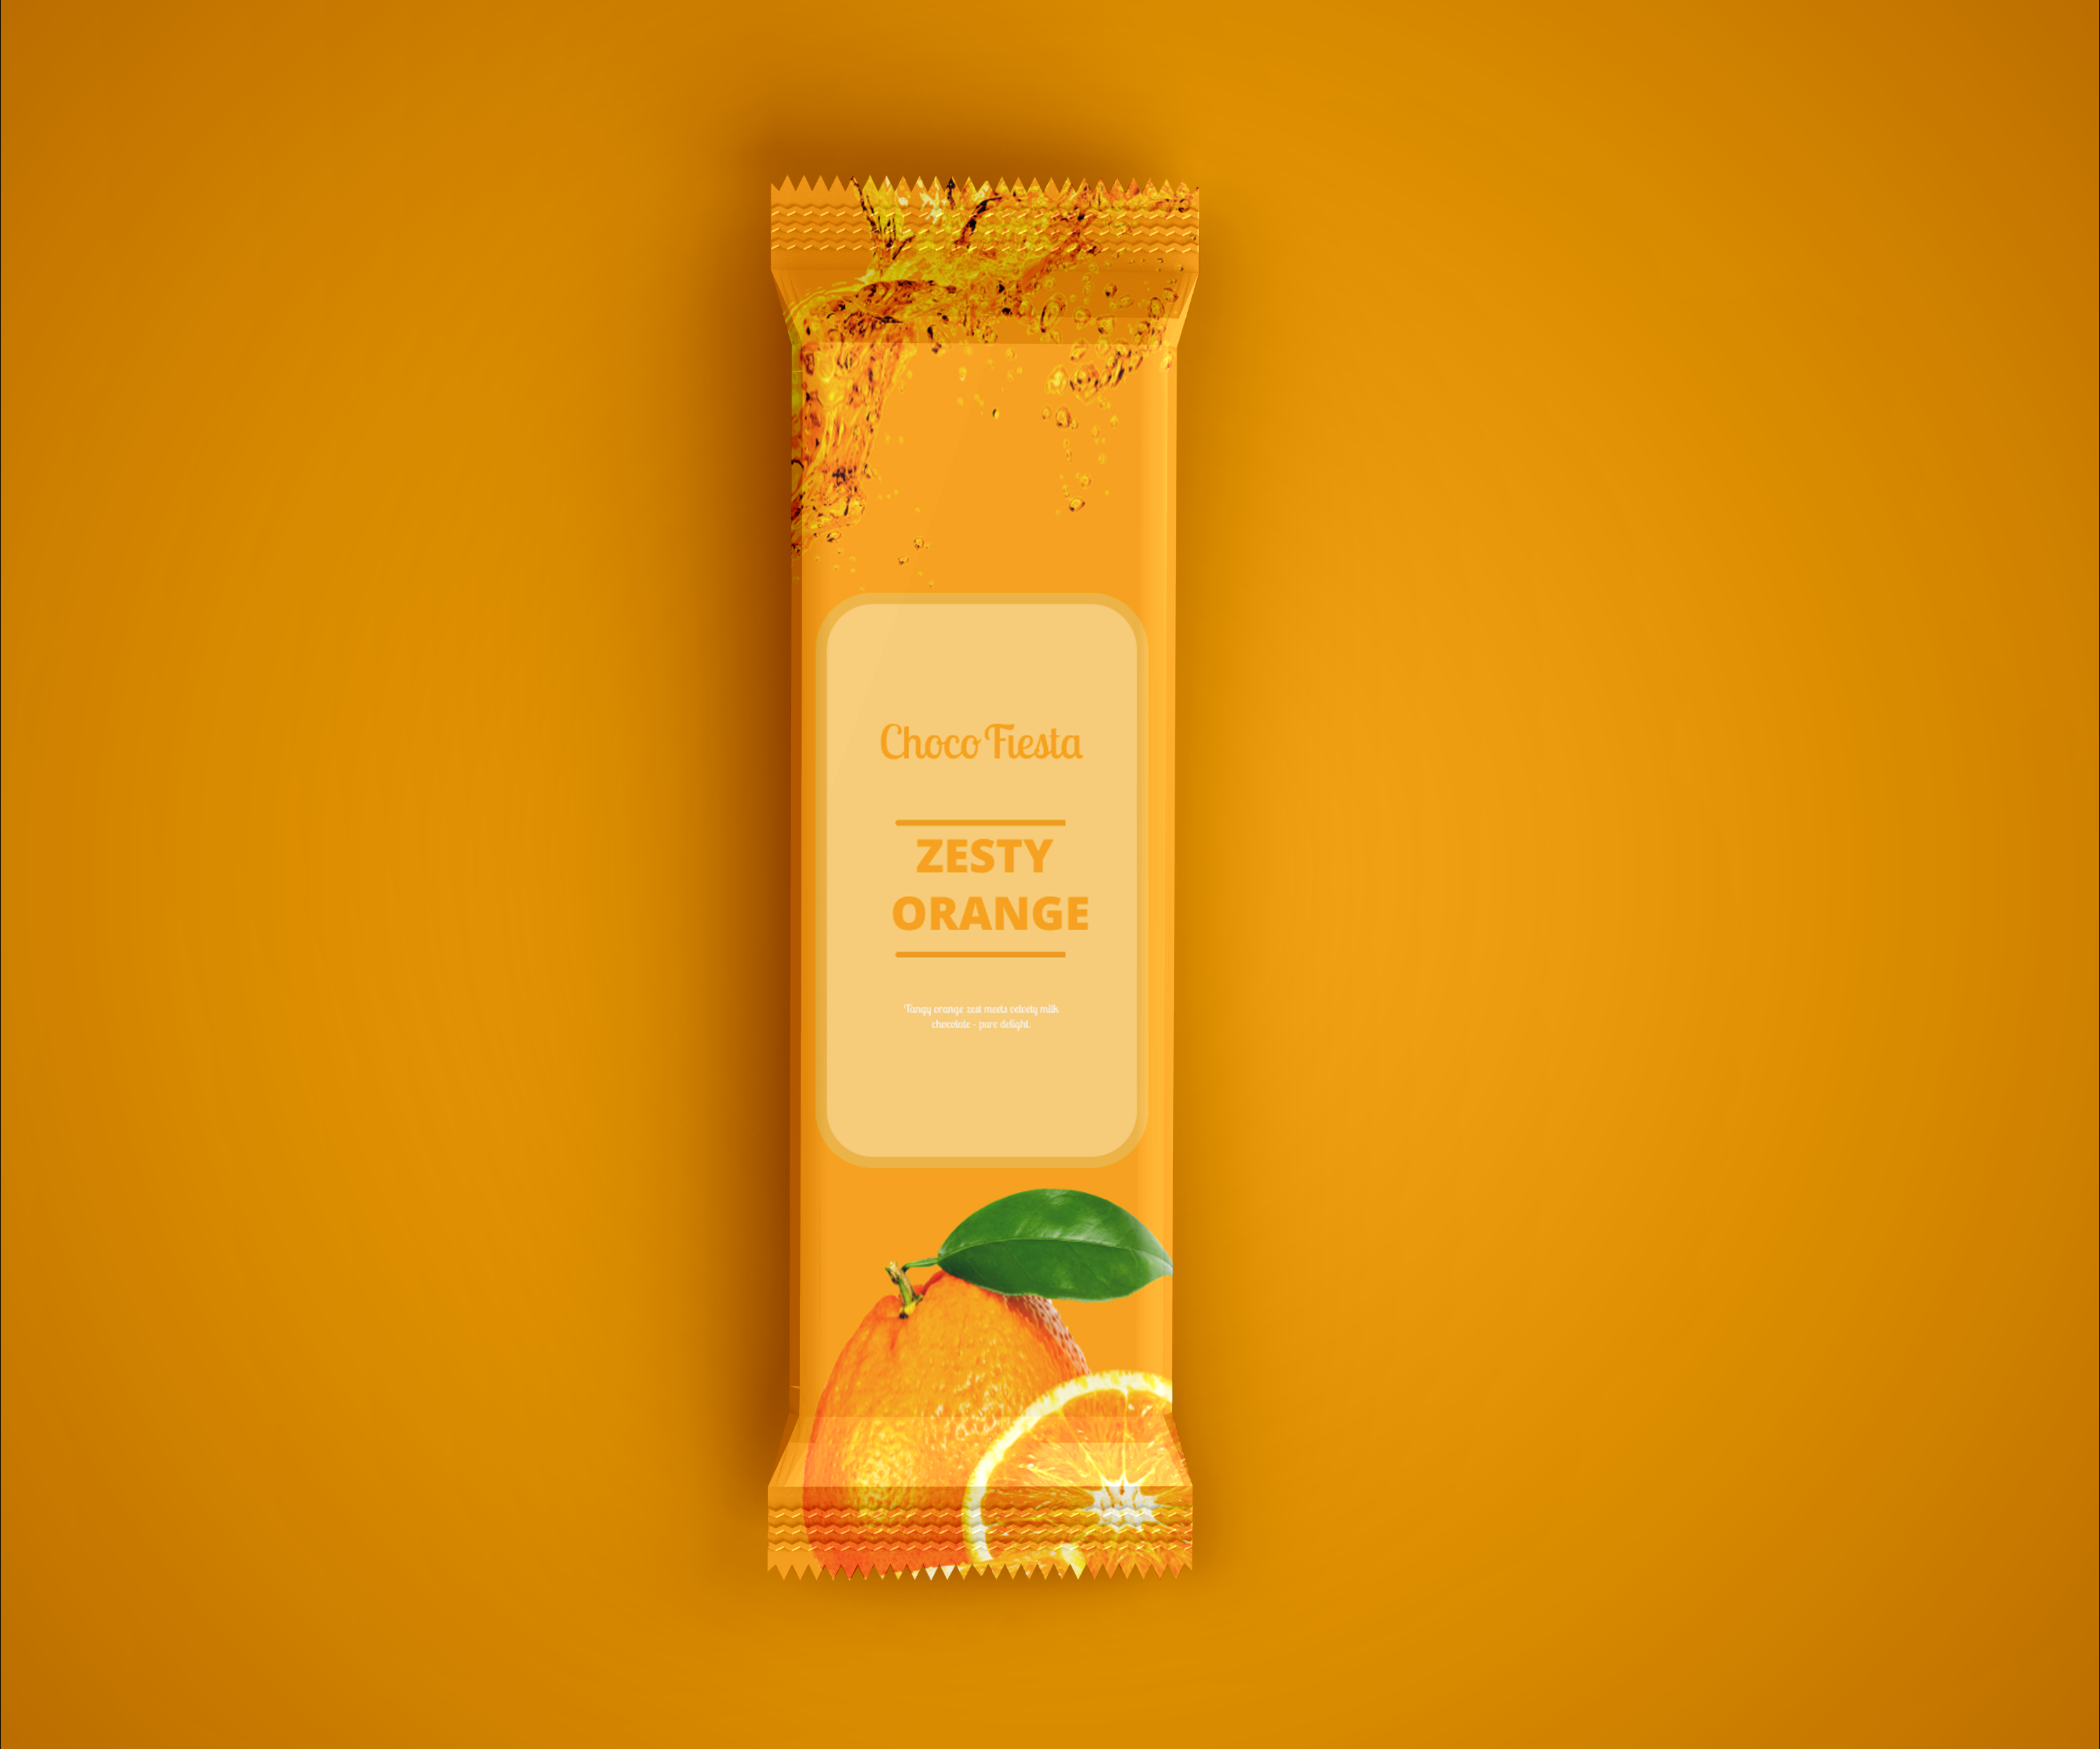 Choco Fiesta
ZESTY
ORANGE
Tangy orange zest meets velvety milk
chocolate - pure delight.